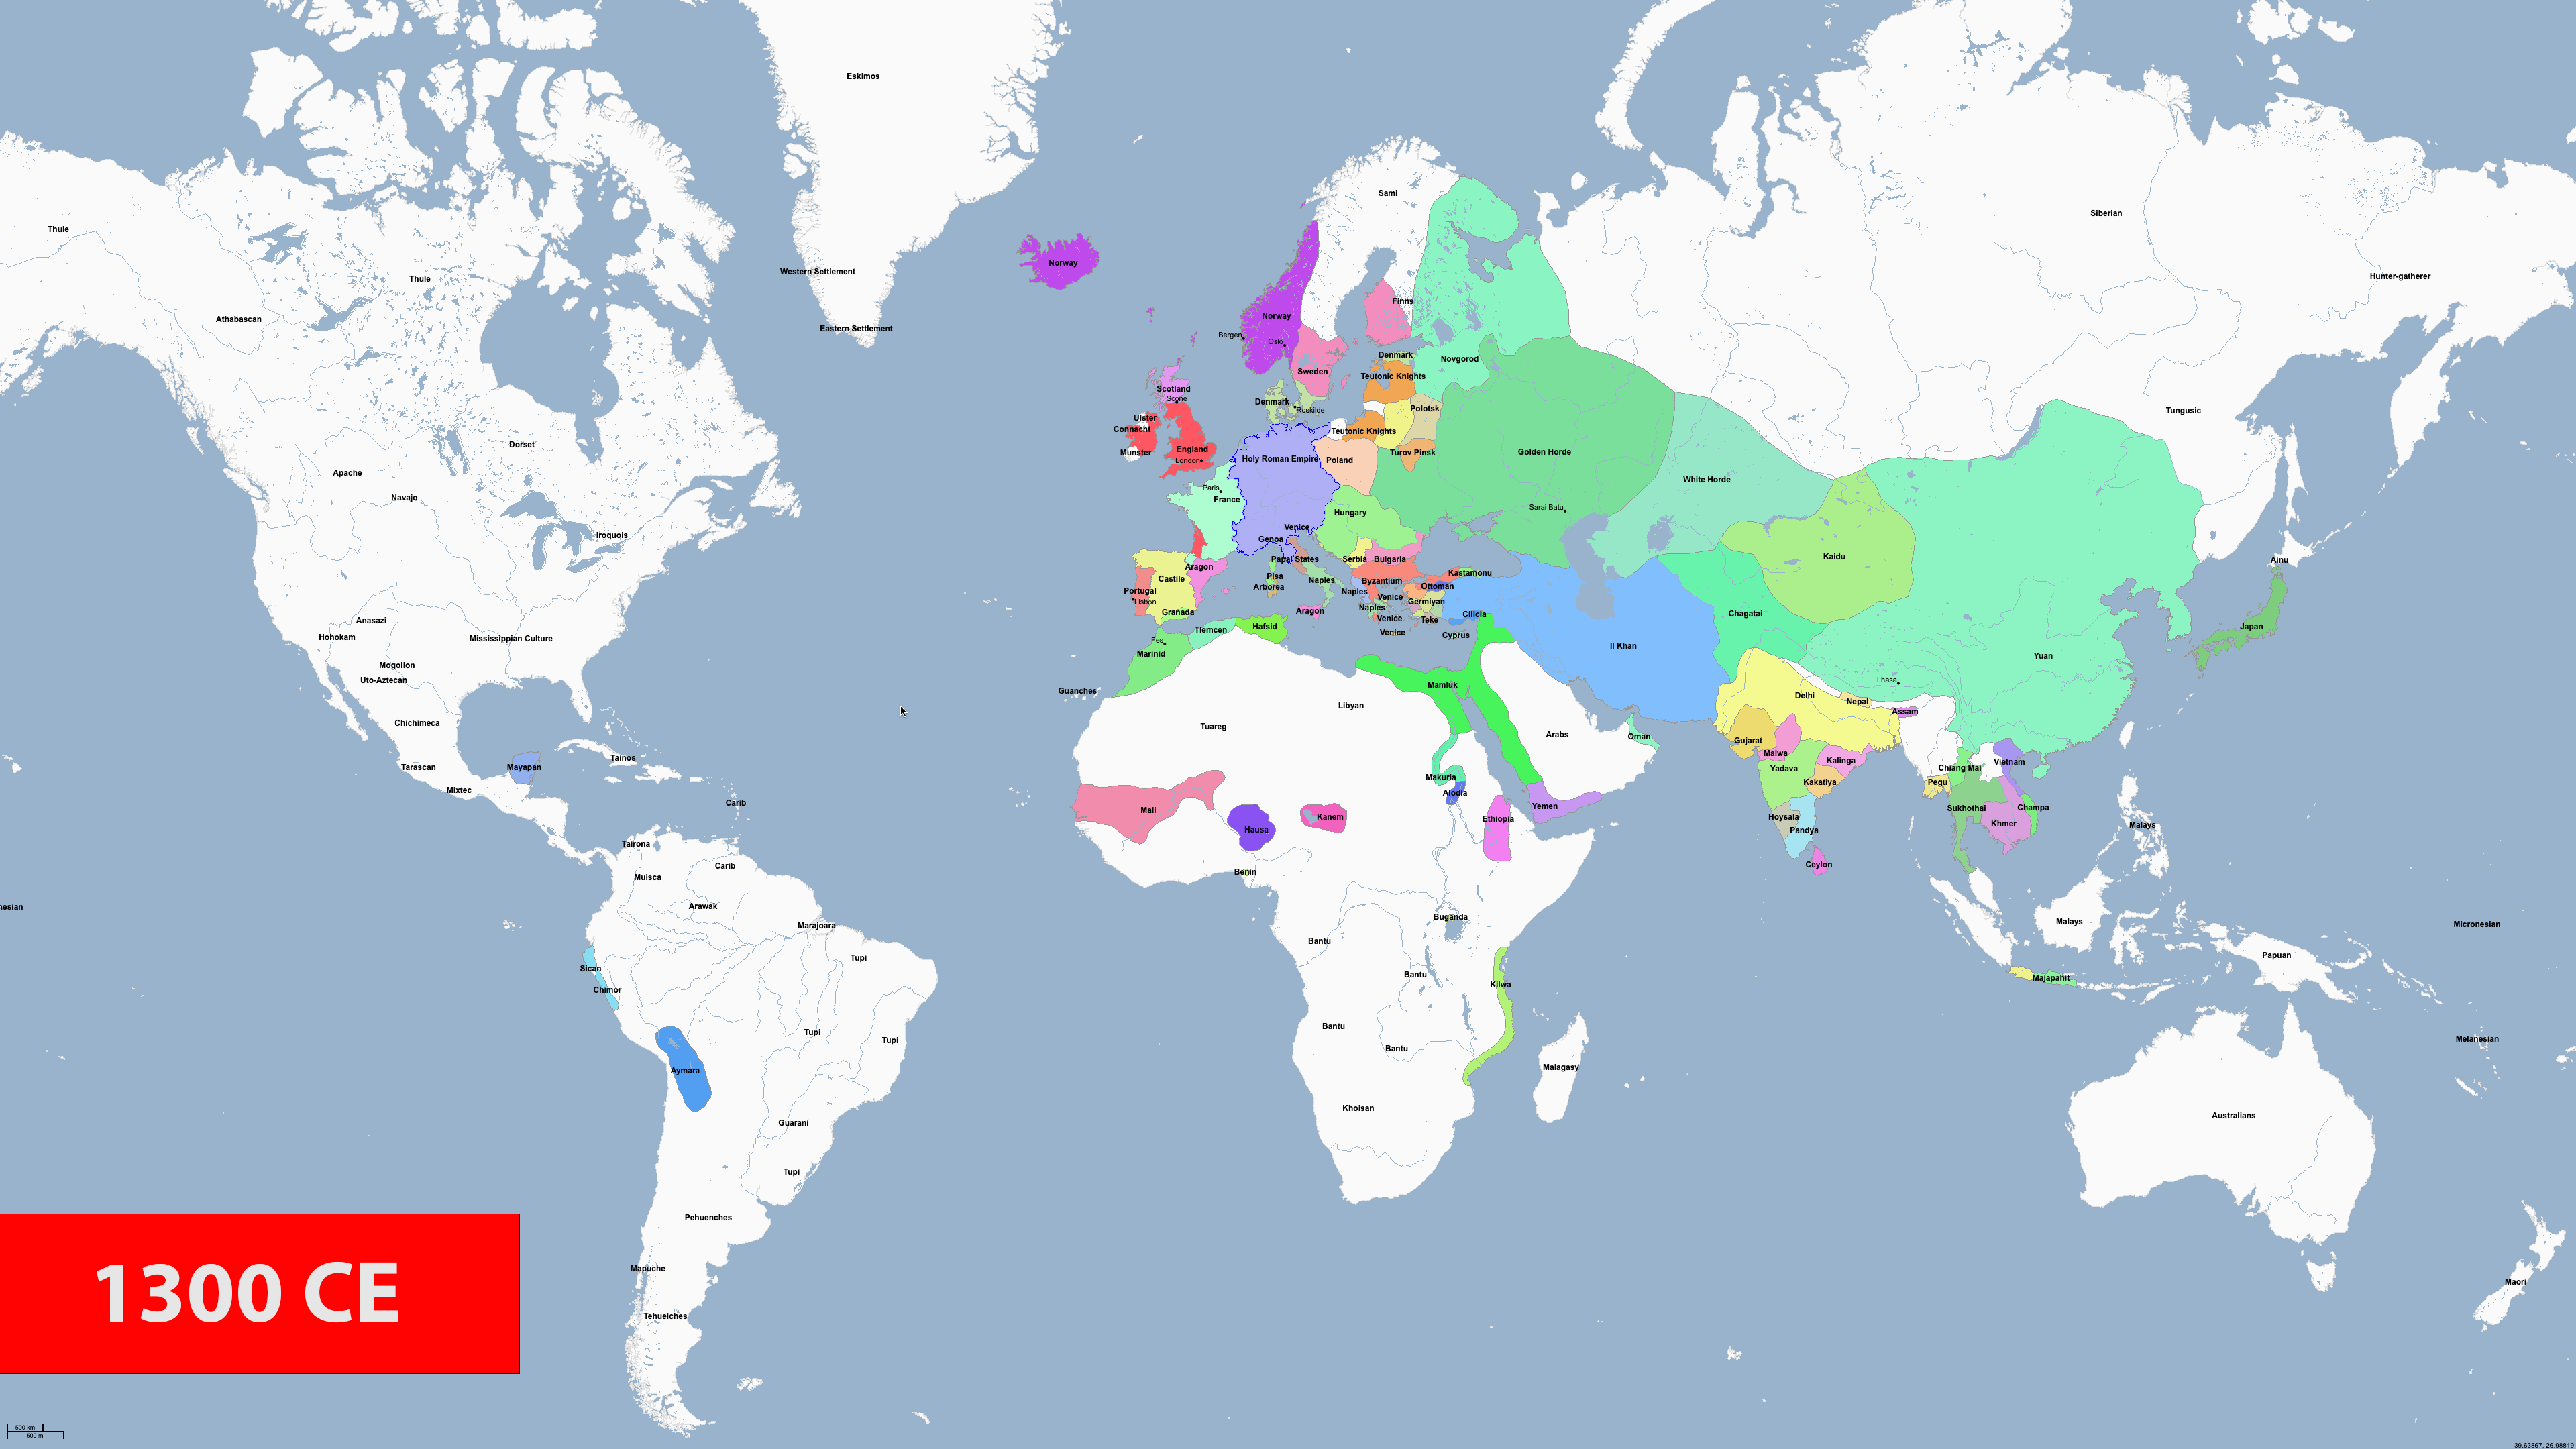 Eskimos
Thule
Thule
Athabascan
Western Settlement
Eastern Settlement
Dorset
Apache
Navajo
Iroquois
Anasazi
Hohokam
Mississippian Culture
Mogollon
Uto-Aztecan
Chichimeca
Tarascan
Mixtec
Mayapan
Tainos
Carib
Tairona
Muisca
Carib
Arawak
Marajoara
Tupi
Sican
Chimor
Tupi
Tupi
Aymara
Guarani
Tupi
Pehuenches
Mapuche
Tehuelches
nesian
Norway
Sami
Norway
Bergen
Oslo
Finns
Sweden
Denmark
Novgorod
Teutonic Knights
Scotland
Scone
Denmark
Roskilde
Polotsk
Ulster
Connacht
Munster
England
London
Teutonic Knights
Turov Pinsk
Holy Roman Empire
Poland
Golden Horde
White Horde
Sarai Batu
Paris
France
Hungary
Venice
Genoa
Papal States
Serbia
Bulgaria
Aragon
Castile
Portugal
Lisbon
Granada
Pisa
Arborea
Naples
Aragon
Naples
Byzantium
Kastamonu
Ottoman
Venice
Germiyan
Naples
Venice
Teke
Venice
Cilicia
Cyprus
Hafsid
Tlemcen
Fes
Marinid
Guanches
Tuareg
Libyan
Mamluk
Arabs
Oman
Yemen
Makuria
Alodia
Ethiopia
Mali
Hausa
Kanem
Benin
Buganda
Bantu
Bantu
Kilwa
Bantu
Bantu
Malagasy
Khoisan
Il Khan
Chagatai
Kaidu
Yuan
Lhasa
Delhi
Nepal
Assam
Gujarat
Malwa
Yadava
Kalinga
Kakatiya
Hoysala
Pandya
Ceylon
Pegu
Chiang Mai
Vietnam
Sukhothai
Champa
Khmer
Siberian
Hunter-gatherer
Tungusic
Ainu
Japan
Malays
Malays
Majapahit
Papuan
Micronesian
Melanesian
Australians
Maori
1300 CE
500 km
500 mi
-39.63867, 26.98819